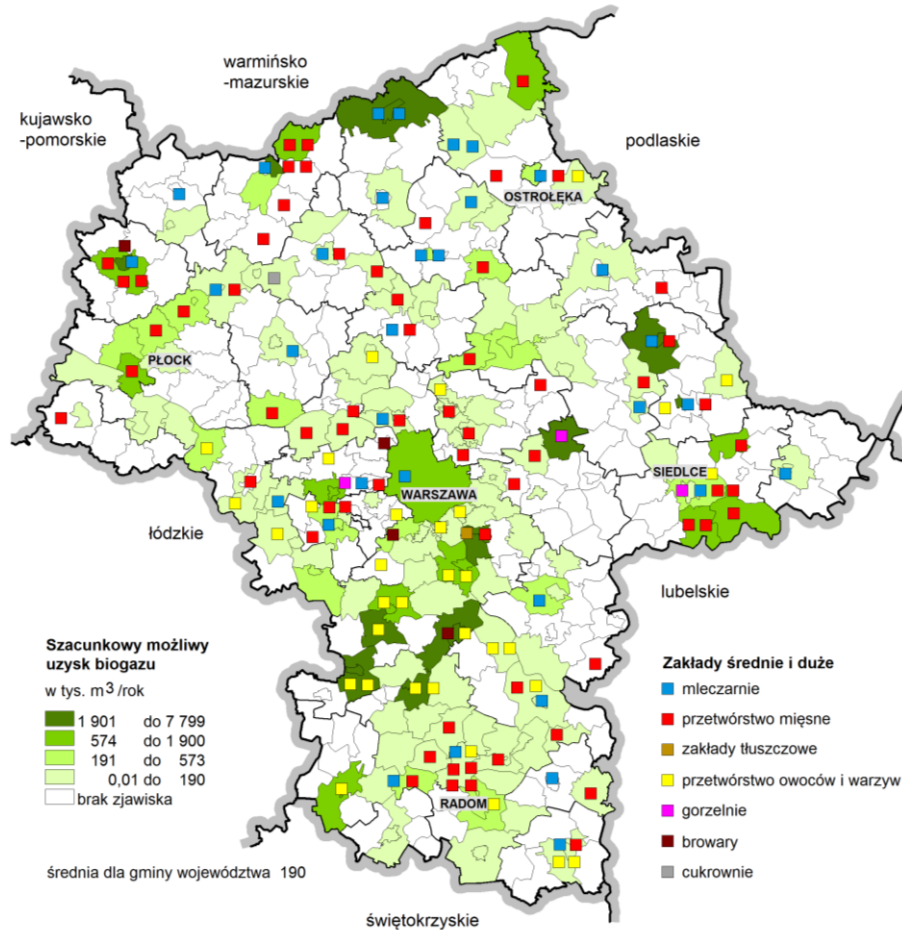 warmińsko
-mazurskie
kujawsko
-pomorskie
podlaskie
OSTROŁĘKA
PŁOCK
SIEDLCE
WARSZAWA
łódzkie
lubelskie
Szacunkowy możliwy
uzysk biogazu
w tys. m3 /rok
1 901 do 7 799
574 do 1 900
191 do 573
0,01 do 190
brak zjawiska
średnia dla gminy województwa 190
Zakłady średnie i duże
mleczarnie
przetwórstwo mięsne
zakłady tłuszczowe
przetwórstwo owoców i warzyw
gorzelnie
browary
cukrownie
RADOM
świętokrzyskie